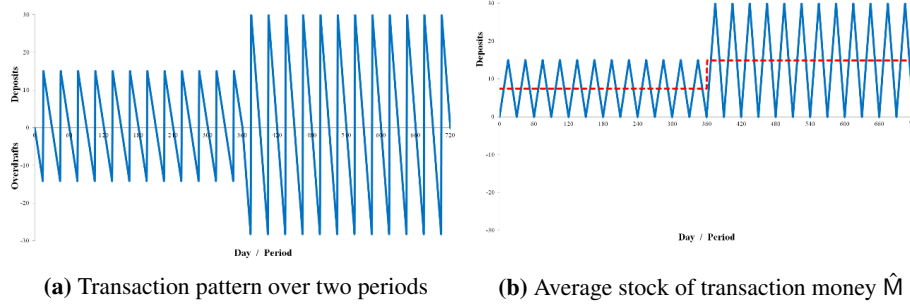 30
20
10
0
-10
-20
-30
Deposits
Overdrafts
0 60 120 180 240 300 360 420 480 540 600 660 720
Day / Period
(a) Transaction pattern over two periods
30
20
10
0
-10
-20
-30
Deposits
0 60 120 180 240 300 360 420 480 540 600 660
Day / Period
(b) Average stock of transaction money M̂